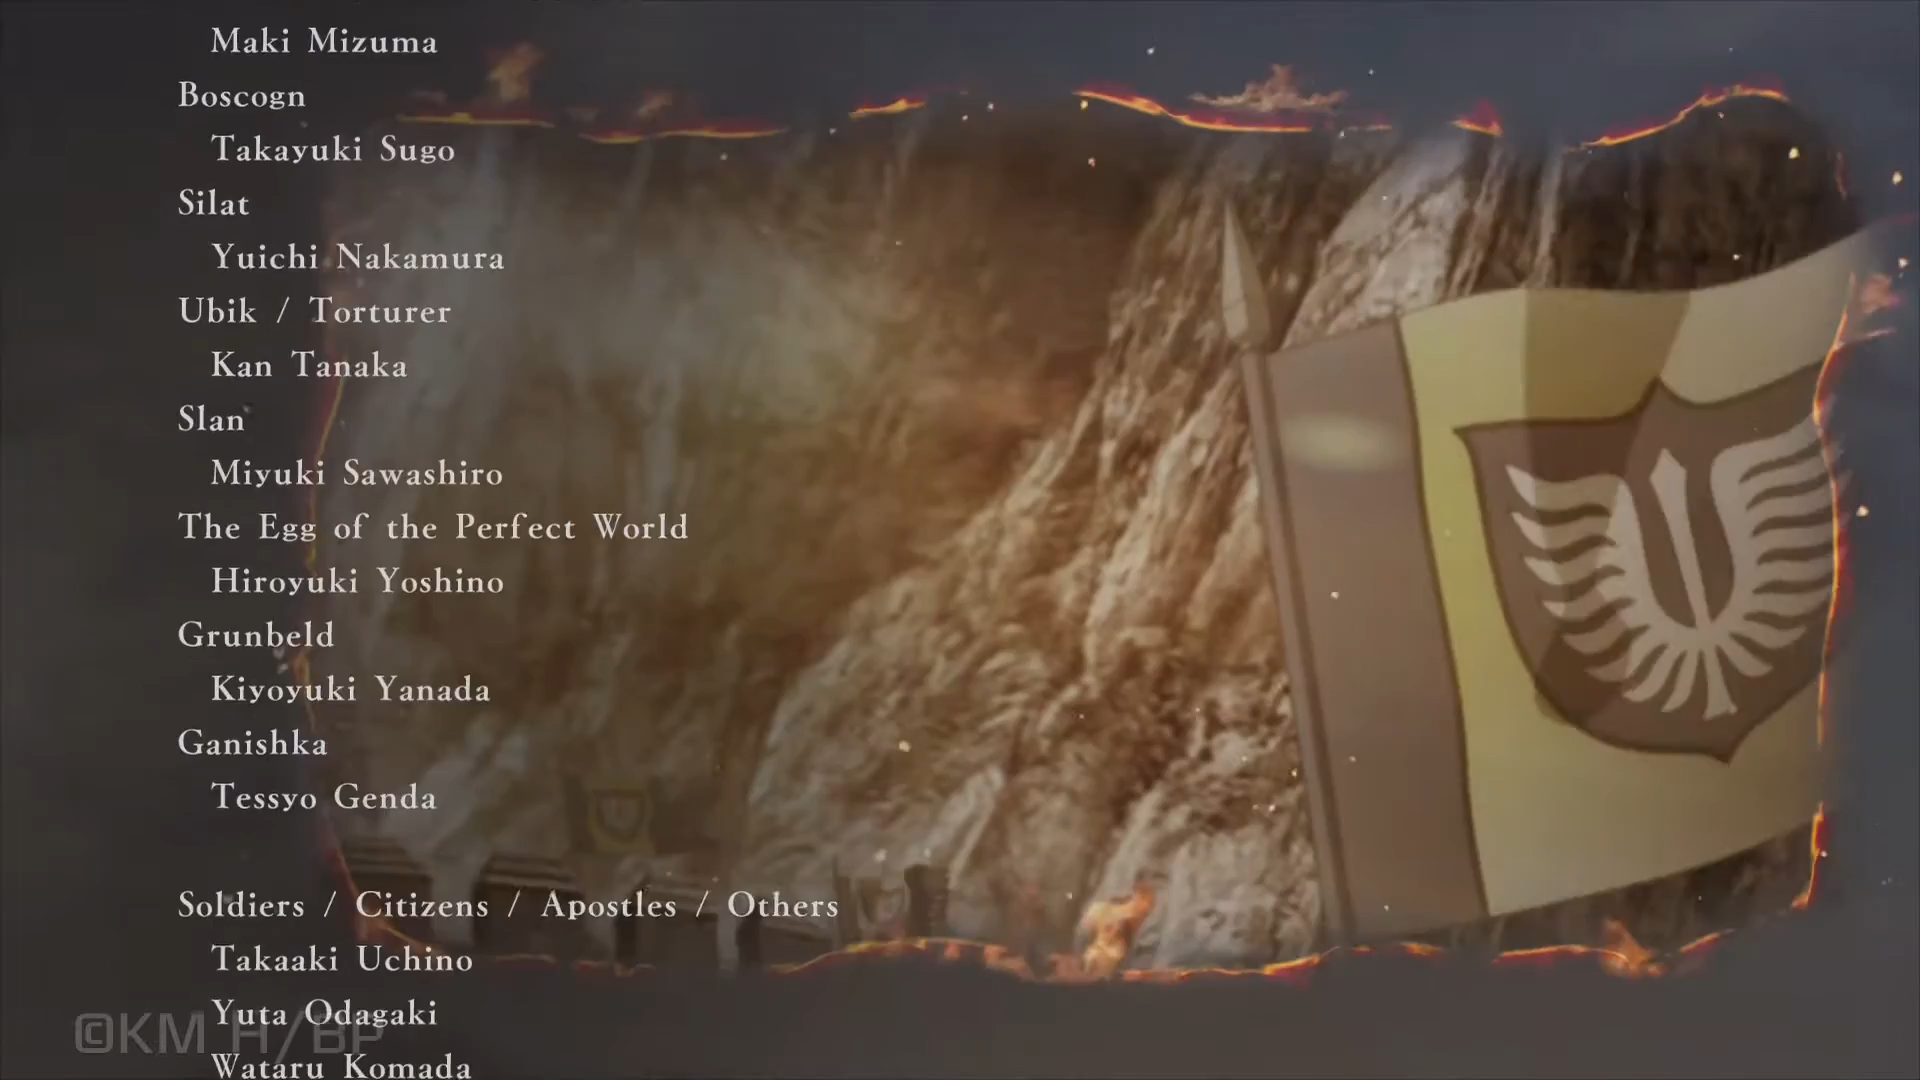 Maki Mizuma
Boscogn
Takayuki Sugo
Silat
Yuichi Nakamura
Ubik / Torturer
Kan Tanaka
Slan
Miyuki Sawashiro
The Egg of the Perfect World
Hiroyuki Yoshino
Grunbeld
Kiyoyuki Yanada
Ganishka
Tessyo Genda
Soldiers / Citizens / Apostles / Others
Takaaki Uchino
Yuta Odagaki
©KM H/BP
Wataru Komada